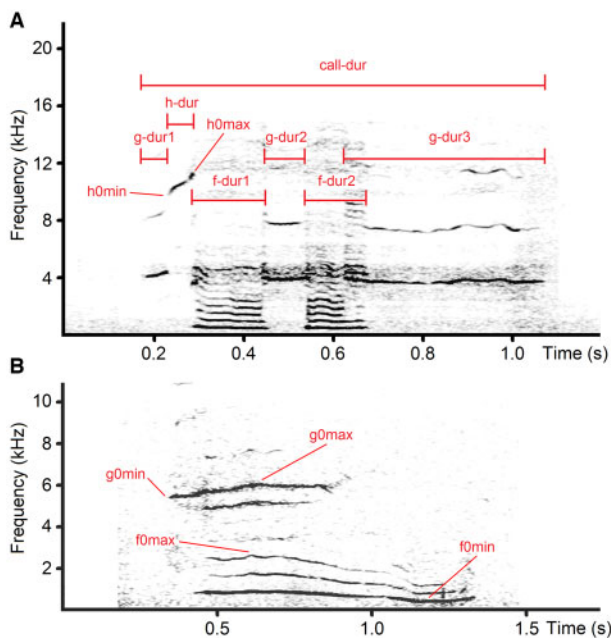 A
Frequency (kHz)
20
16
12
8
4
call-dur
h-dur
g-dur1
h0max
g-dur2
g-dur3
h0min
f-dur1
f-dur2
0.2 0.4 0.6 0.8 1.0 Time (s)
B
Frequency (kHz)
10
8
6
4
2
g0max
g0min
f0max
f0min
0.5 1.0 1.5 Time (s)